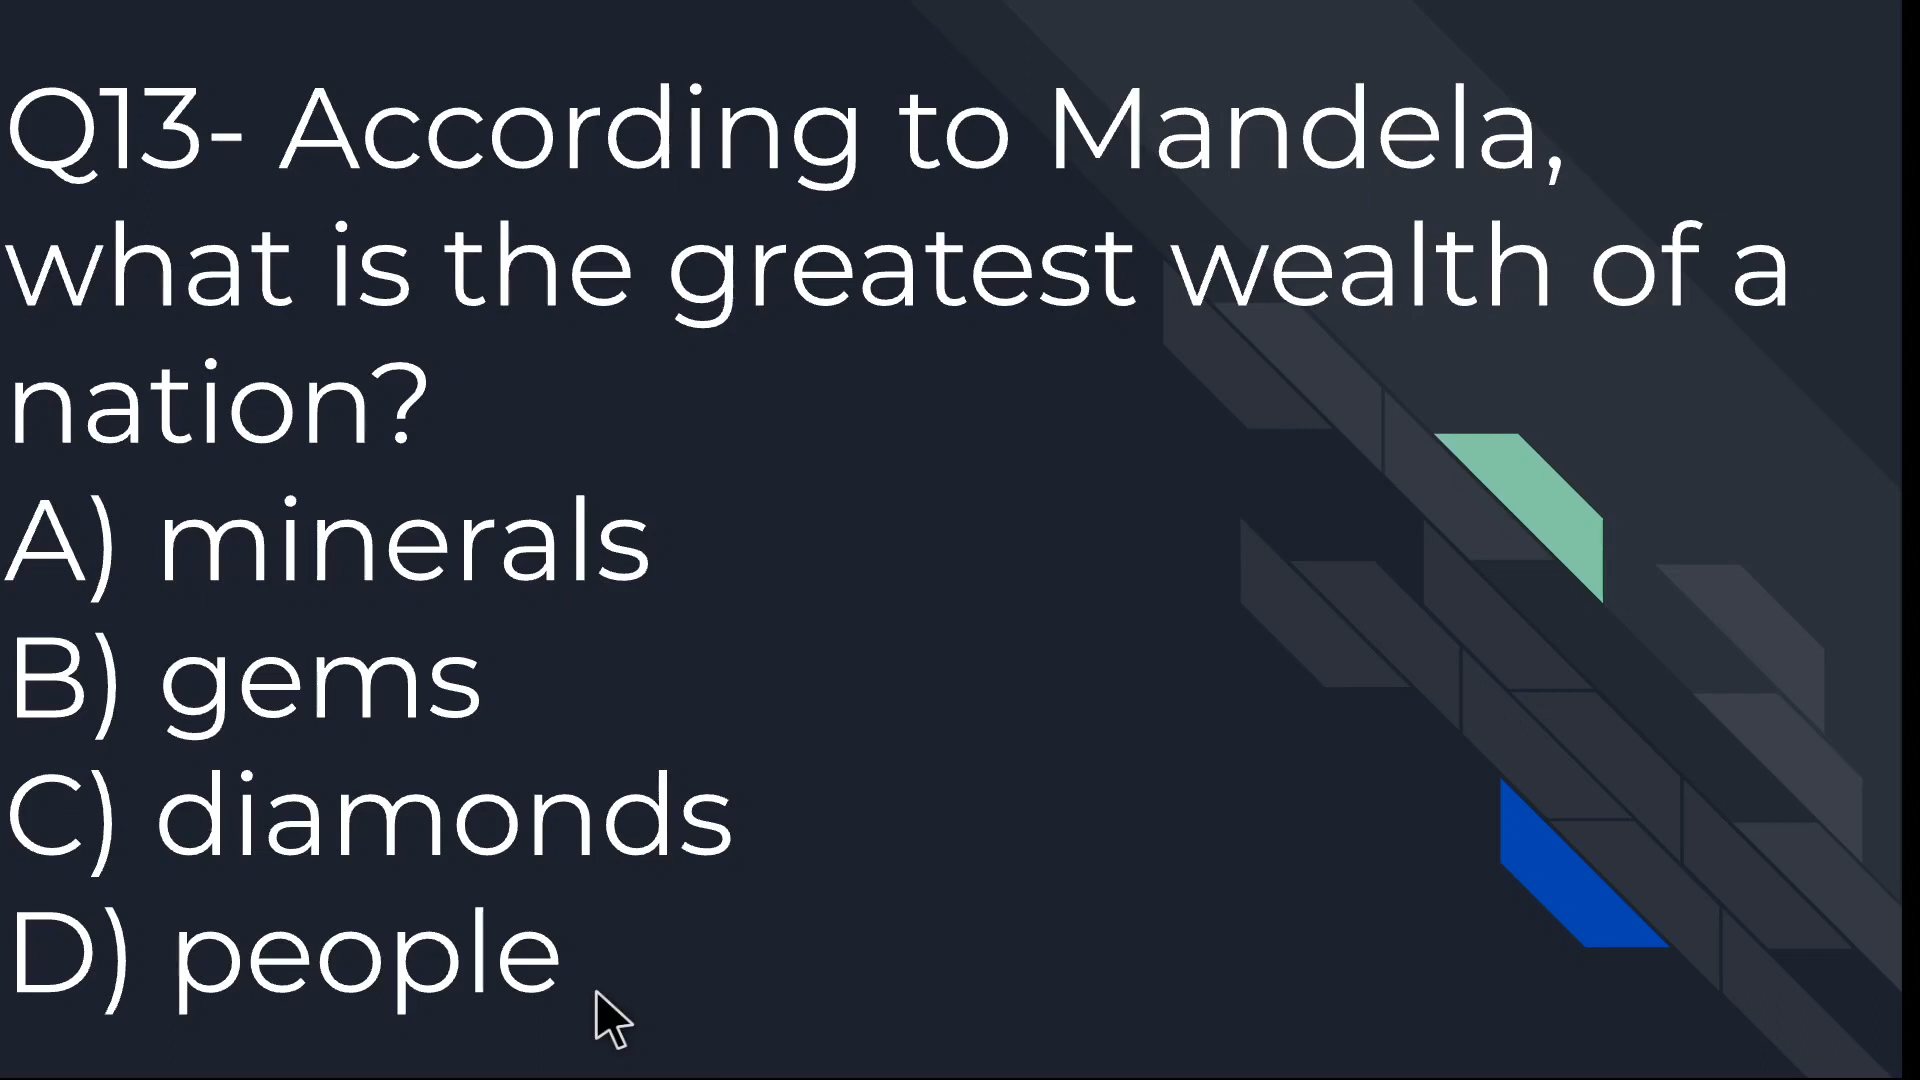 Q13- According to Mandela,
what is the greatest wealth of a
nation?
A) minerals
B) gems
C) diamonds
D) people